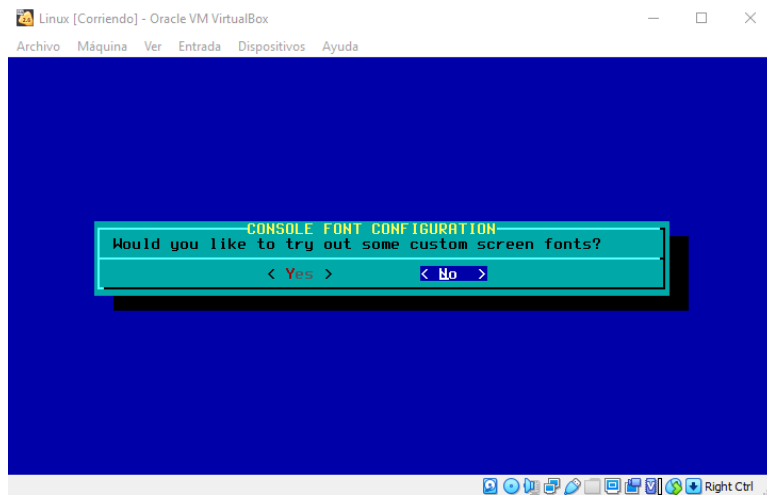 Linux [Corriendo] - Oracle VM VirtualBox
Archivo Máquina Ver Entrada Dispositivos Ayuda
CONSOLE FONT CONFIGURATION
Would you like to try out some custom screen fonts?
< Yes > < No >
Right Ctrl